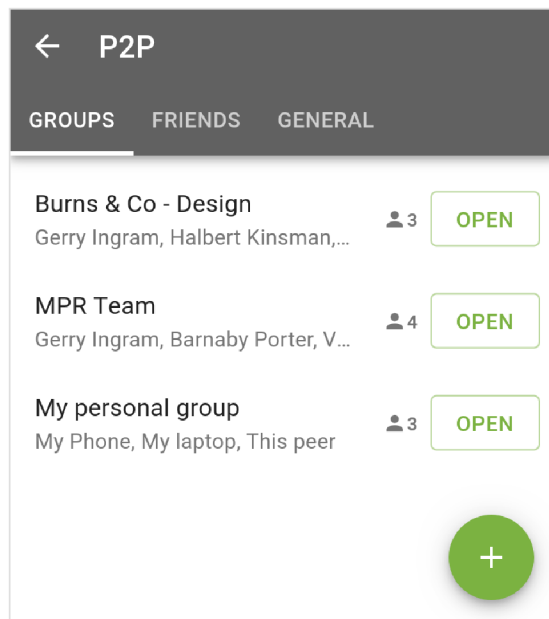 P2P
GROUPS FRIENDS GENERAL
Burns & Co - Design
3 OPEN
Gerry Ingram, Halbert Kinsman,...
MPR Team
4 OPEN
Gerry Ingram, Barnaby Porter, V...
My personal group
3 OPEN
My Phone, My laptop, This peer
+